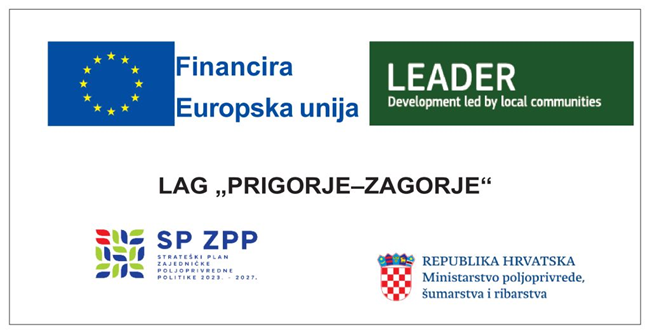 Financira
Europska unija
LEADER
Development led by local communities
LAG „PRIGORJE–ZAGORJE“
SP ZPP
STRATEŠKI PLAN
ZAJEDNIČKE
POLJOPRIVREDNE
POLITIKE 2023. - 2027.
REPUBLIKA HRVATSKA
Ministarstvo poljoprivrede,
šumarstva i ribarstva